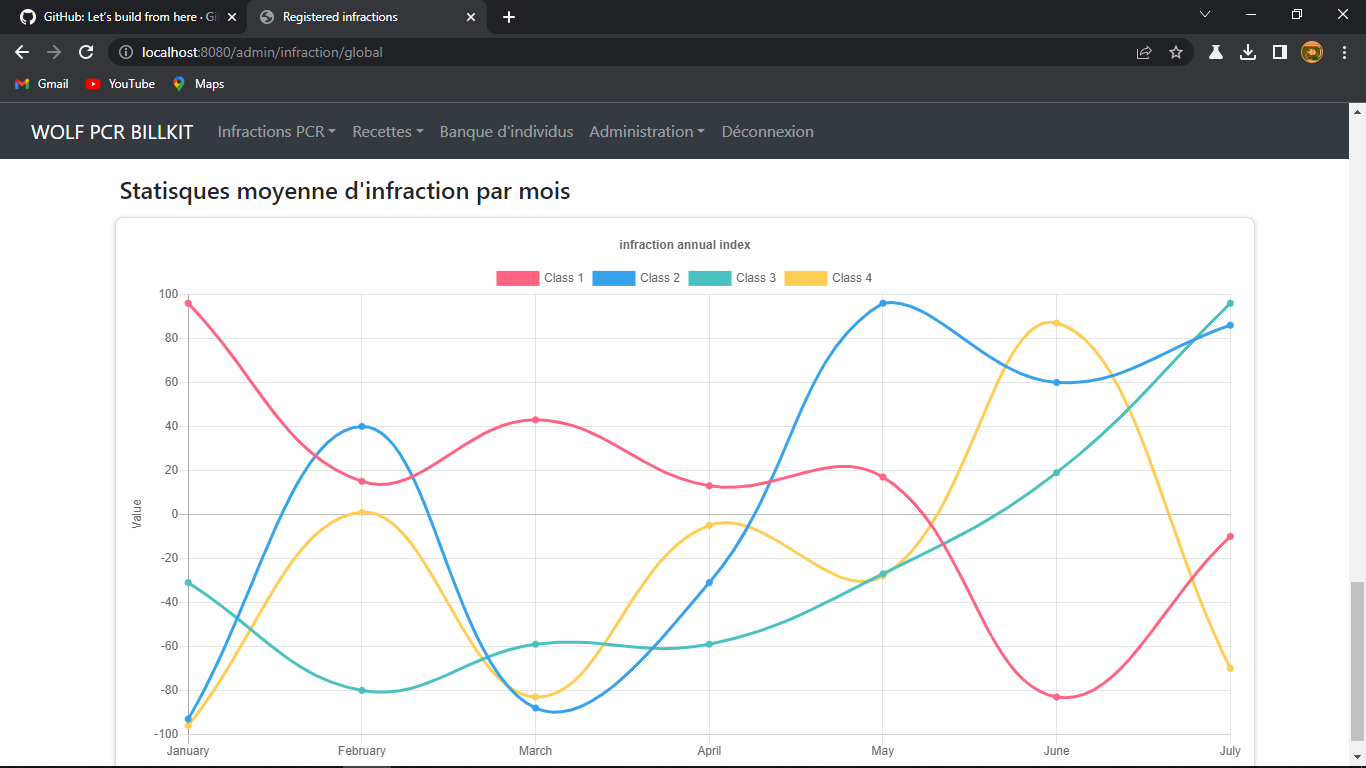 GitHub: Let's build from here · Gi
Registered infractions
localhost:8080/admin/infraction/global
Gmail YouTube Maps
WOLF PCR BILLKIT Infractions PCR Recettes Banque d'individus Administration Déconnexion
Statisques moyenne d'infraction par mois
infraction annual index
Class 1 Class 2 Class 3 Class 4
100
80
60
40
20
0
-20
-40
-60
-80
-100
Value
January February March April May June July